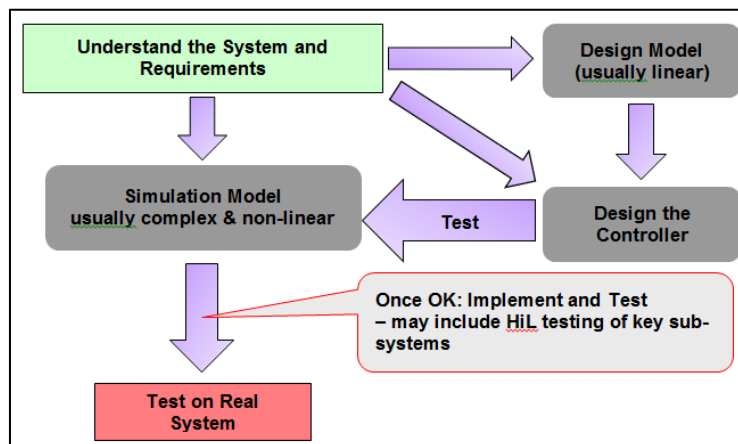 Understand the System and
Requirements
Design Model
(usually linear)
Simulation Model
usually complex & non-linear
Test
Design the
Controller
Once OK: Implement and Test
– may include HiL testing of key sub-
systems
Test on Real
System